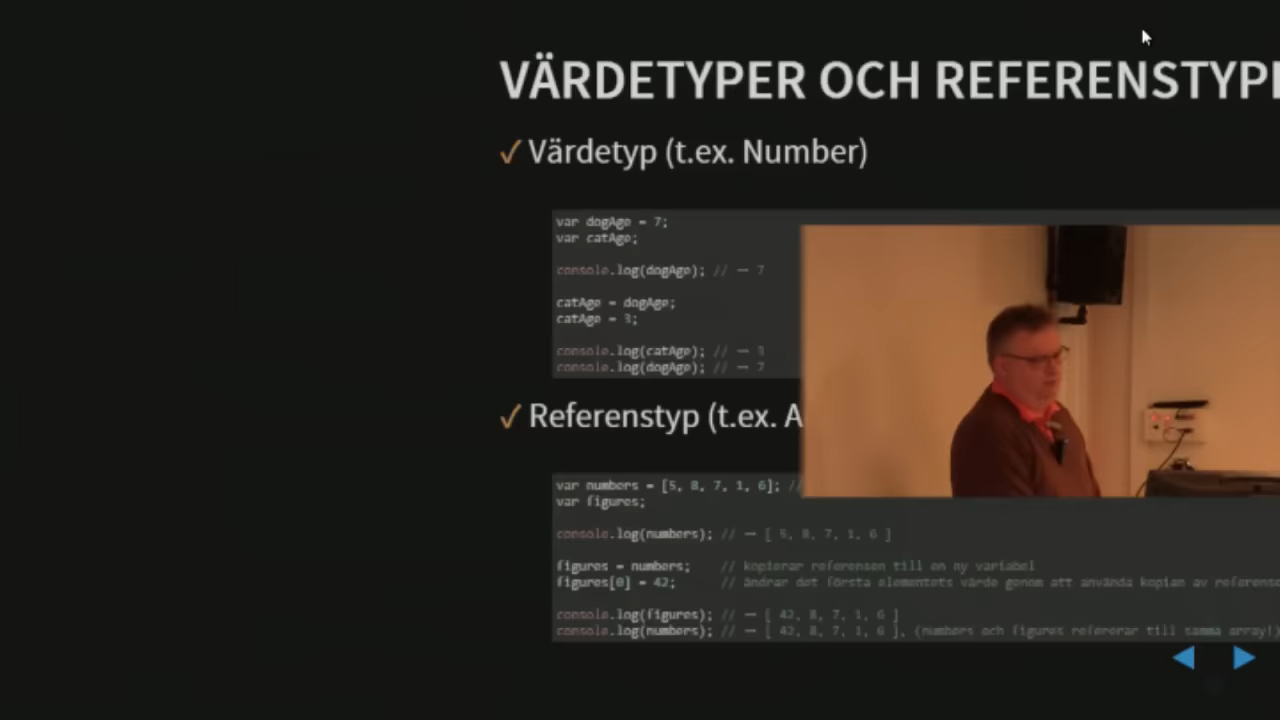 VÄRDETYPER OCH REFERENSTYP
✓ Värdetyp (t.ex. Number)
var dogAge = 7;
var catAge;
console.log(dogAge); // — 7
catAge = dogAge;
catAge = 3;
console.log(catAge); // — 3
console.log(dogAge); // — 7
✓ Referenstyp (t.ex. A
var numbers = [5, 8, 7, 1, 6]; //
var figures;
console.log(numbers); // — [ 5, 8, 7, 1, 6 ]
figures = numbers; // kopierar referensen till en ny variabel
figures[0] = 42; // ändrar det första elementets värde genom att använda kopian av referens
console.log(figures); // — [ 42, 8, 7, 1, 6 ]
console.log(numbers); // — [ 42, 8, 7, 1, 6 ], (numbers och figures refererar till samma array!)